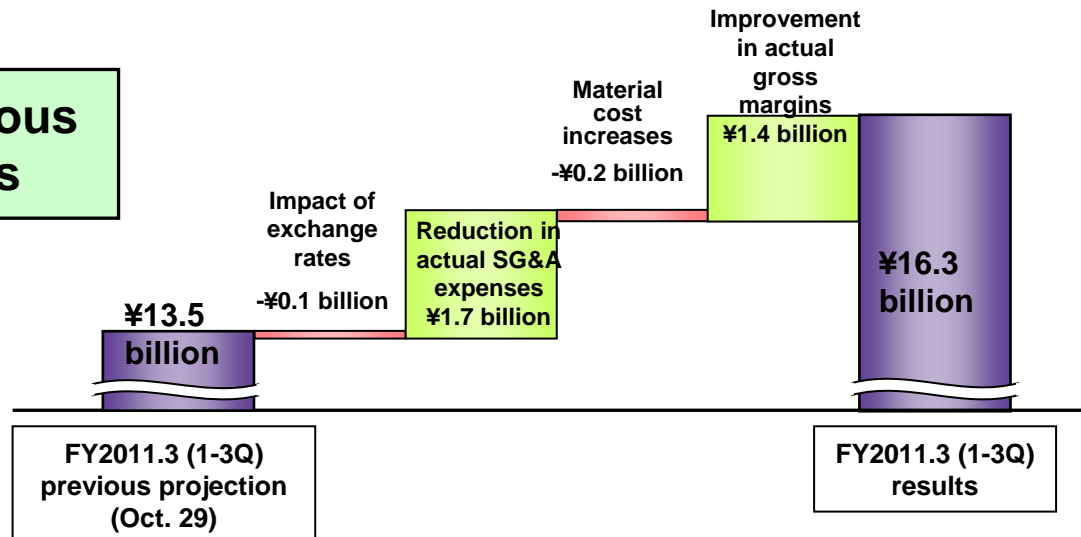 Improvement
in actual
gross
margins
¥1.4 billion
Material
cost
increases
-¥0.2 billion
Impact of
exchange
rates
-¥0.1 billion
Reduction in
actual SG&A
expenses
¥1.7 billion
¥13.5
billion
¥16.3
billion
FY2011.3 (1-3Q)
previous projection
(Oct. 29)
FY2011.3 (1-3Q)
results